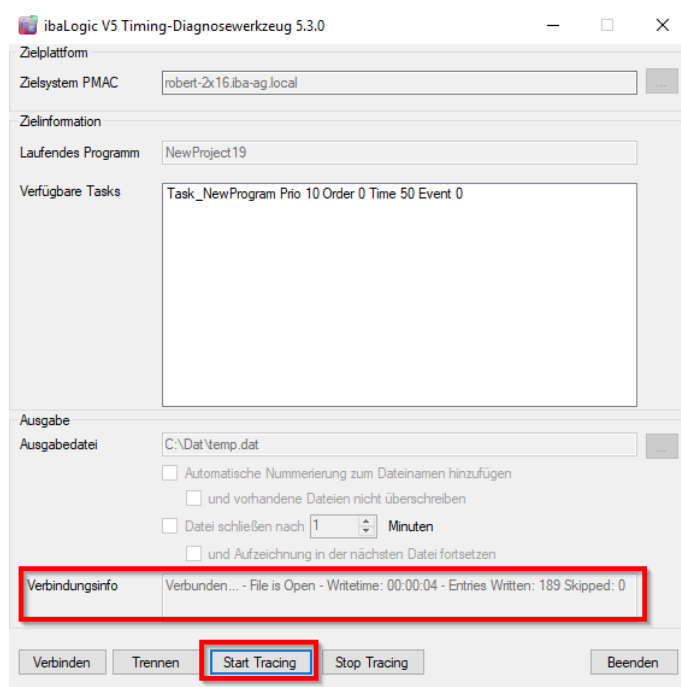 ibaLogic V5 Timing-Diagnosewerkzeug 5.3.0
Zielplattform
Zielsystem PMAC robert-2x16.iba-ag.local ...
Zielinformation
Laufendes Programm NewProject19
Verfügbare Tasks Task_NewProgram Prio 10 Order 0 Time 50 Event 0
Ausgabe
Ausgabedatei C:\Dat\temp.dat ...
Automatische Nummerierung zum Dateinamen hinzufügen
und vorhandene Dateien nicht überschreiben
Datei schließen nach 1 Minuten
und Aufzeichnung in der nächsten Datei fortsetzen
Verbindungsinfo Verbunden... - File is Open - Writetime: 00:00:04 - Entries Written: 189 Skipped: 0
Verbinden Trennen Start Tracing Stop Tracing Beenden